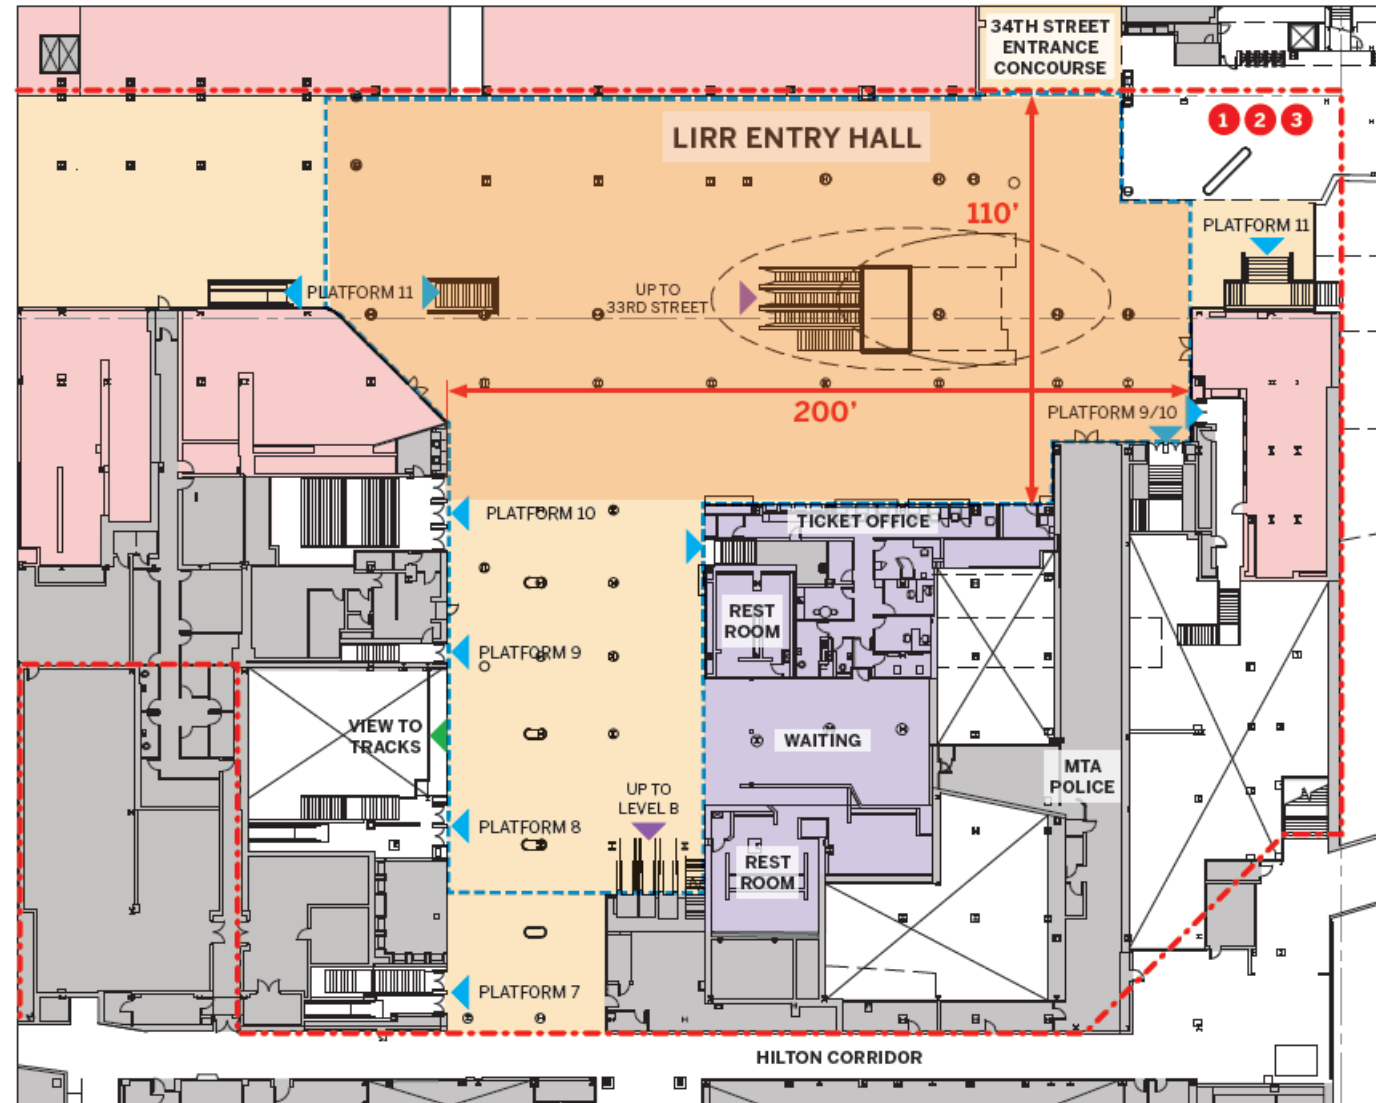 34TH STREET
ENTRANCE
CONCOURSE
1 2 3
LIRR ENTRY HALL
110'
PLATFORM 11
PLATFORM 11
UP TO
33RD STREET
200'
PLATFORM 9/10
PLATFORM 10
TICKET OFFICE
REST
ROOM
PLATFORM 9
VIEW TO
TRACKS
WAITING
MTA
POLICE
UP TO
LEVEL B
PLATFORM 8
REST
ROOM
PLATFORM 7
HILTON CORRIDOR